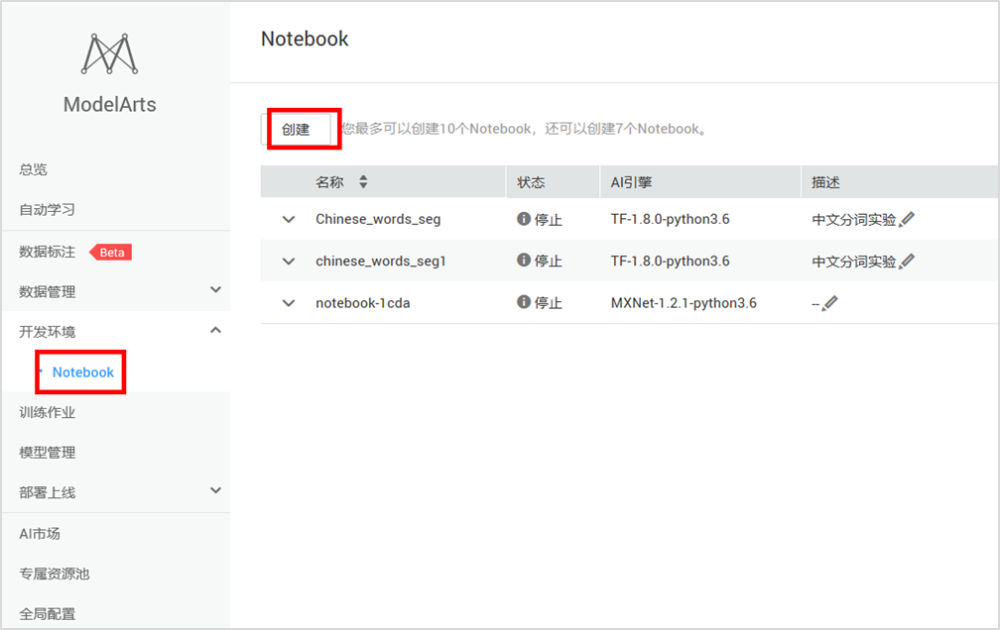 ModelArts
总览
自动学习
数据标注 Beta
数据管理
开发环境
Notebook
训练作业
模型管理
部署上线
AI市场
专属资源池
全局配置
Notebook
创建 您最多可以创建10个Notebook，还可以创建7个Notebook。
名称 状态 AI引擎 描述
Chinese_words_seg 停止 TF-1.8.0-python3.6 中文分词实验
chinese_words_seg1 停止 TF-1.8.0-python3.6 中文分词实验
notebook-1cda 停止 MXNet-1.2.1-python3.6 --